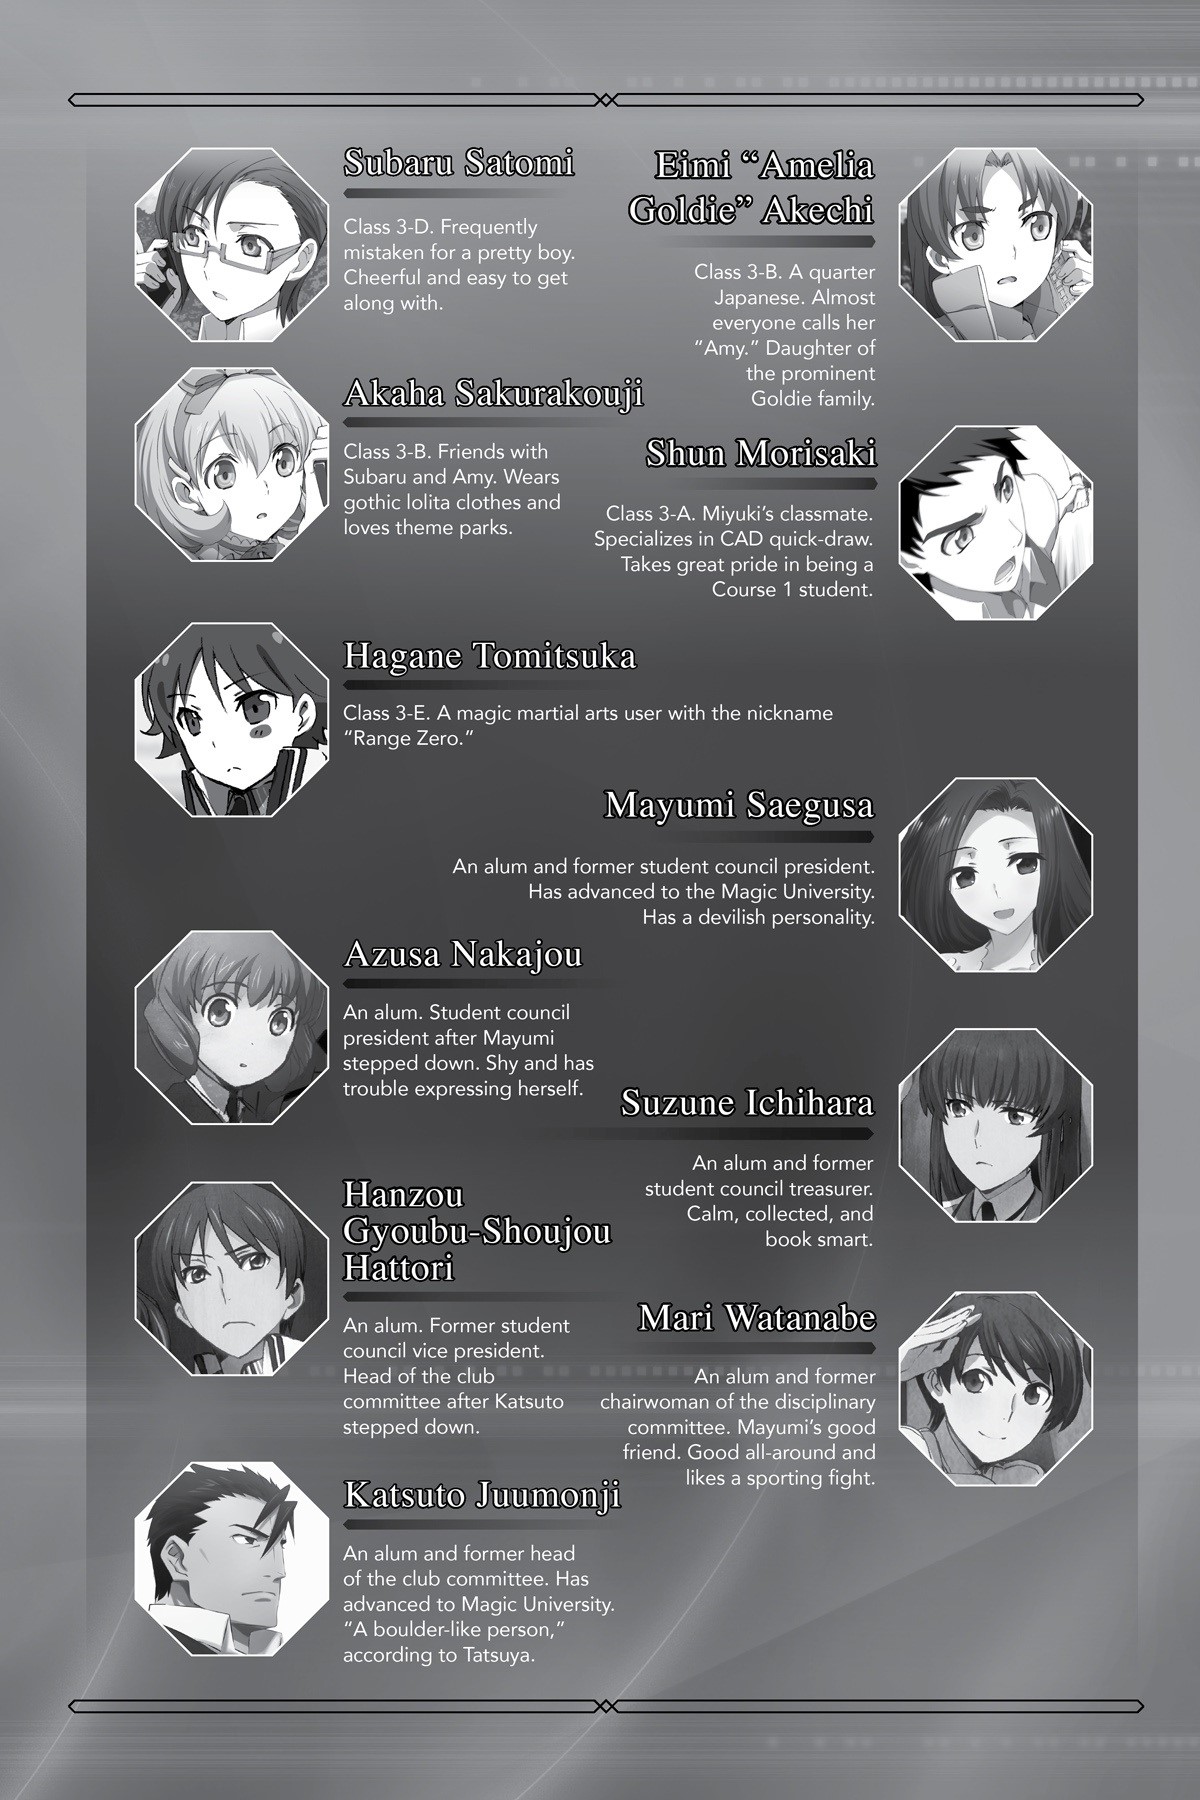 Subaru Satomi
Class 3-D. Frequently
mistaken for a pretty boy.
Cheerful and easy to get
along with.
Eimi “Amelia
Goldie” Akechi
Class 3-B. A quarter
Japanese. Almost
everyone calls her
“Amy.” Daughter of
the prominent
Goldie family.
Akaha Sakurakouji
Class 3-B. Friends with
Subaru and Amy. Wears
gothic lolita clothes and
loves theme parks.
Shun Morisaki
Class 3-A. Miyuki’s classmate.
Specializes in CAD quick-draw.
Takes great pride in being a
Course 1 student.
Hagane Tomitsuka
Class 3-E. A magic martial arts user with the nickname
“Range Zero.”
Mayumi Saegusa
An alum and former student council president.
Has advanced to the Magic University.
Has a devilish personality.
Azusa Nakajou
An alum. Student council
president after Mayumi
stepped down. Shy and has
trouble expressing herself.
Suzune Ichihara
An alum and former
student council treasurer.
Calm, collected, and
book smart.
Hanzou
Gyoubu-Shoujou
Hattori
An alum. Former student
council vice president.
Head of the club
committee after Katsuto
stepped down.
Mari Watanabe
An alum and former
chairwoman of the disciplinary
committee. Mayumi’s good
friend. Good all-around and
likes a sporting fight.
Katsuto Juumonji
An alum and former head
of the club committee. Has
advanced to Magic University.
“A boulder-like person,”
according to Tatsuya.